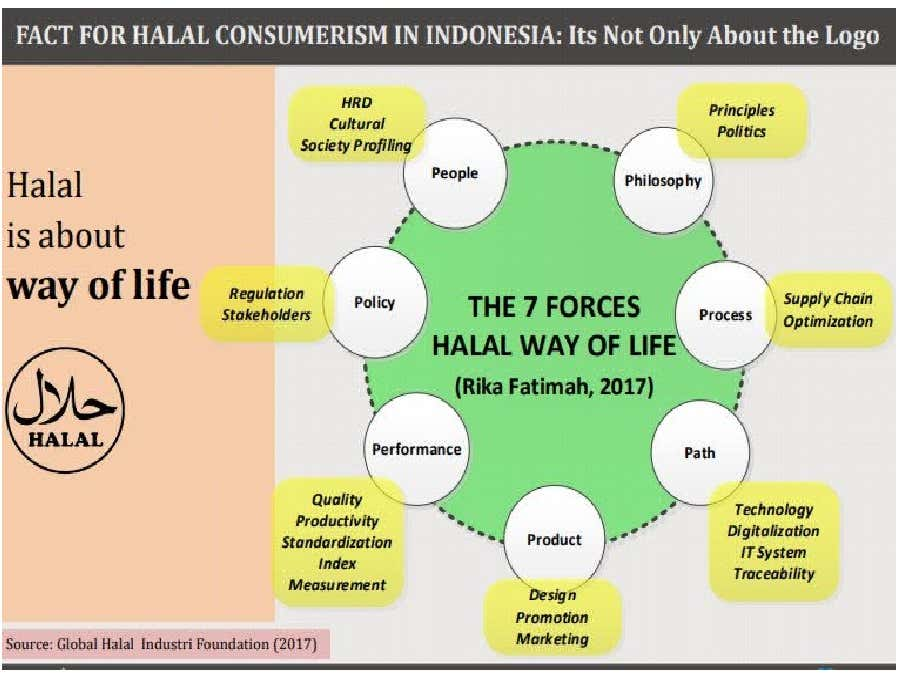 FACT FOR HALAL CONSUMERISM IN INDONESIA: Its Not Only About the Logo
Halal
is about
way of life
حلال
HALAL
HRD
Cultural
Society Profiling
People
Principles
Politics
Philosophy
Regulation
Stakeholders
Policy
THE 7 FORCES
HALAL WAY OF LIFE
(Rika Fatimah, 2017)
Process
Supply Chain
Optimization
Performance
Quality
Productivity
Standardization
Index
Measurement
Path
Technology
Digitalization
IT System
Traceability
Product
Design
Promotion
Marketing
Source: Global Halal Industri Foundation (2017)